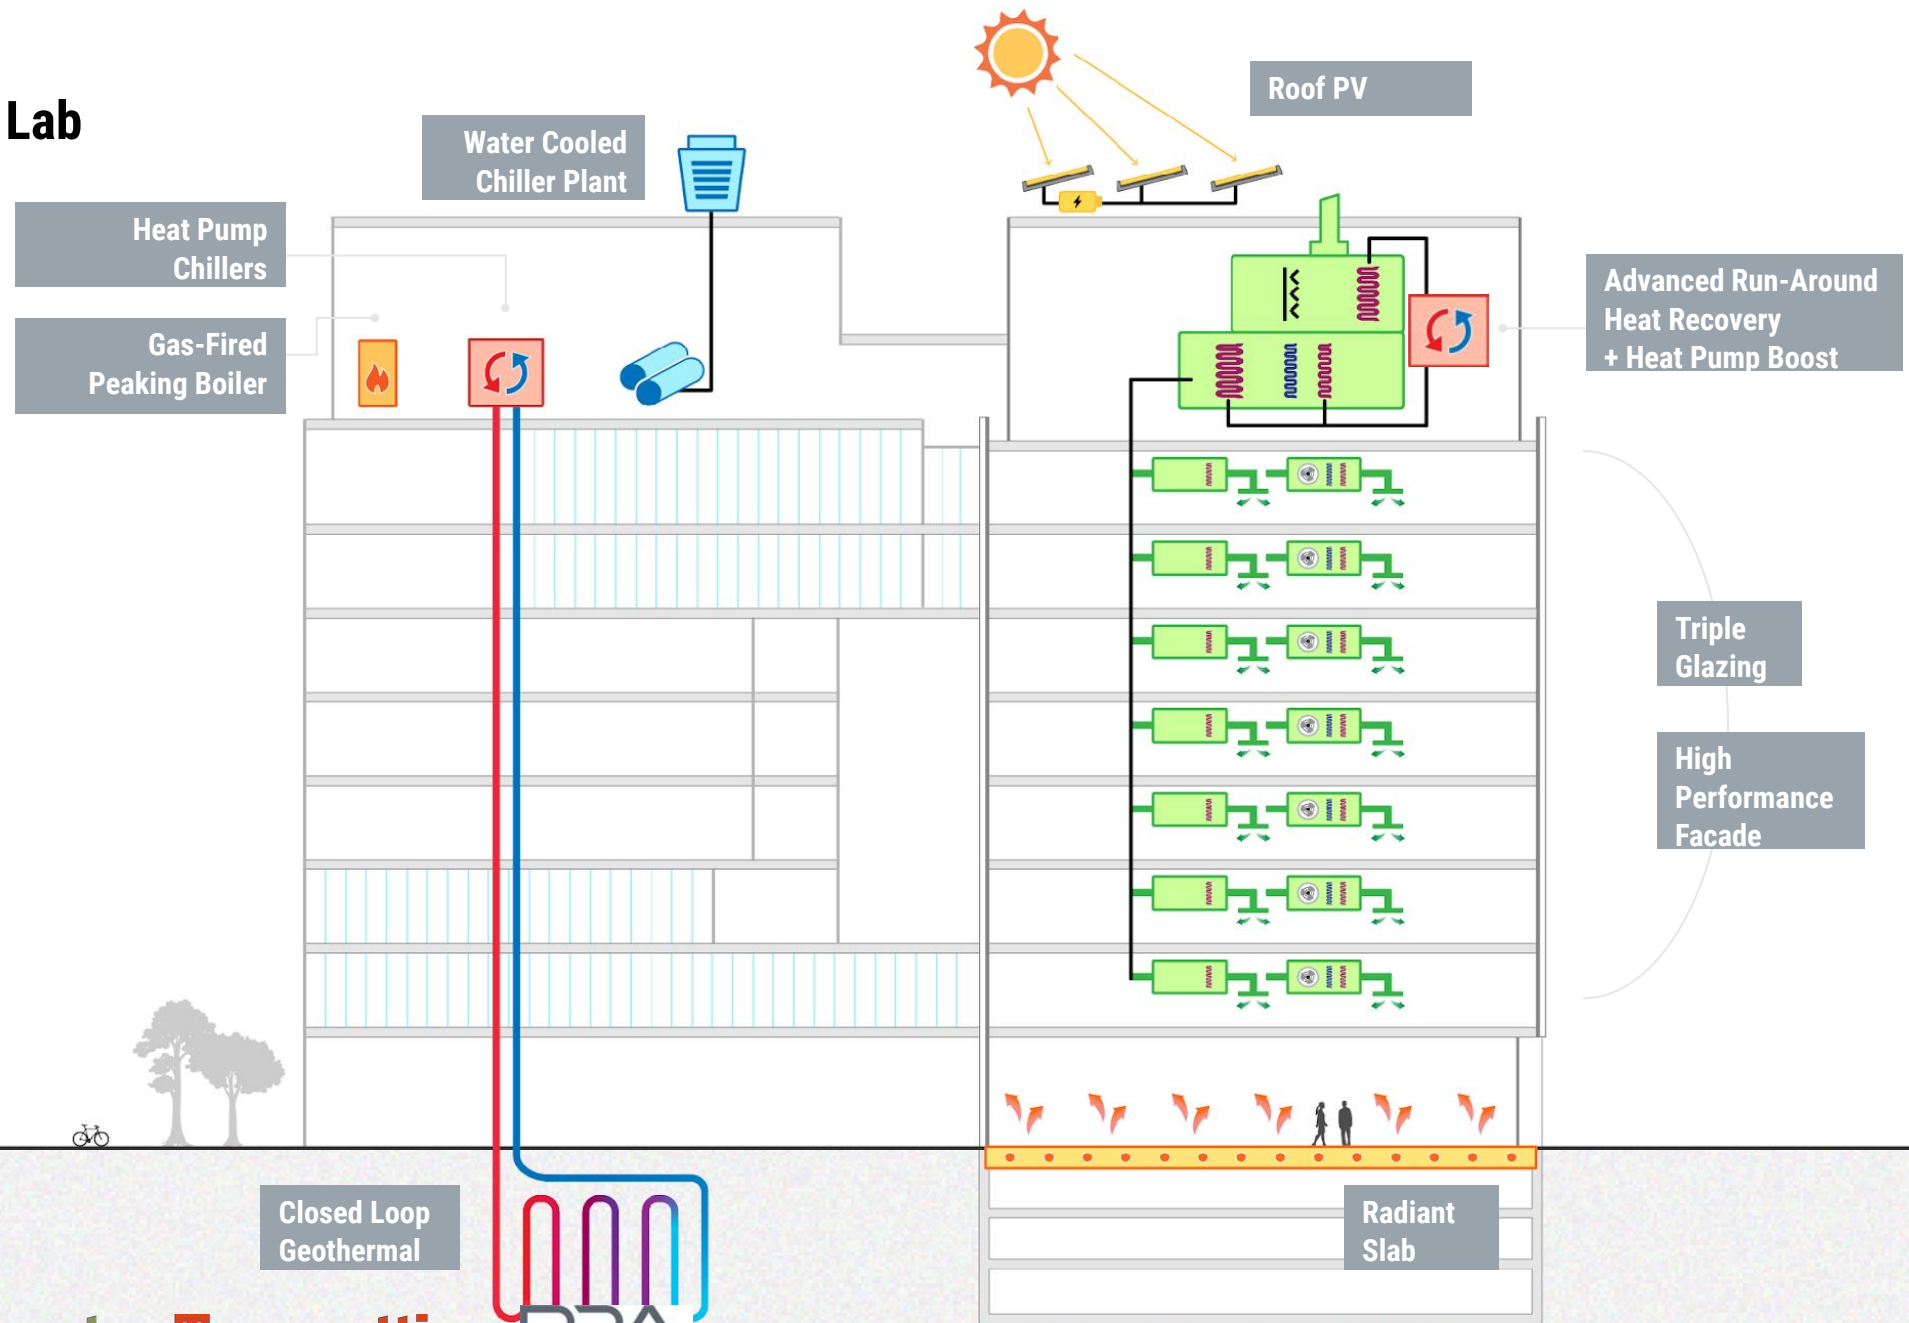 Lab
Roof PV
Water Cooled
Chiller Plant
Heat Pump
Chillers
Gas-Fired
Peaking Boiler
Advanced Run-Around
Heat Recovery
+ Heat Pump Boost
Triple
Glazing
High
Performance
Facade
Closed Loop
Geothermal
Radiant
Slab